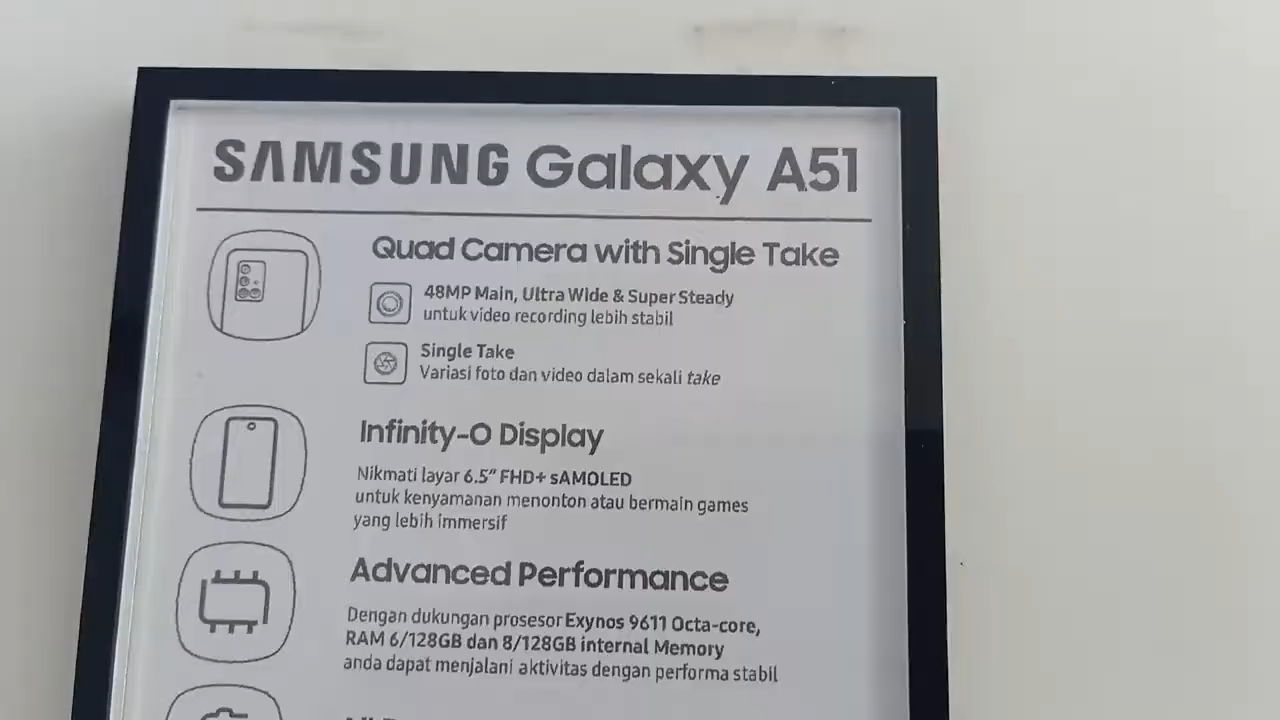 SAMSUNG Galaxy A51
Quad Camera with Single Take
48MP Main, Ultra Wide & Super Steady
untuk video recording lebih stabil
Single Take
Variasi foto dan video dalam sekali take
Infinity-O Display
Nikmati layar 6.5” FHD+ sAMOLED
untuk kenyamanan menonton atau bermain games
yang lebih immersif
Advanced Performance
Dengan dukungan prosesor Exynos 9611 Octa-core,
RAM 6/128GB dan 8/128GB internal Memory
anda dapat menjalani aktivitas dengan performa stabil